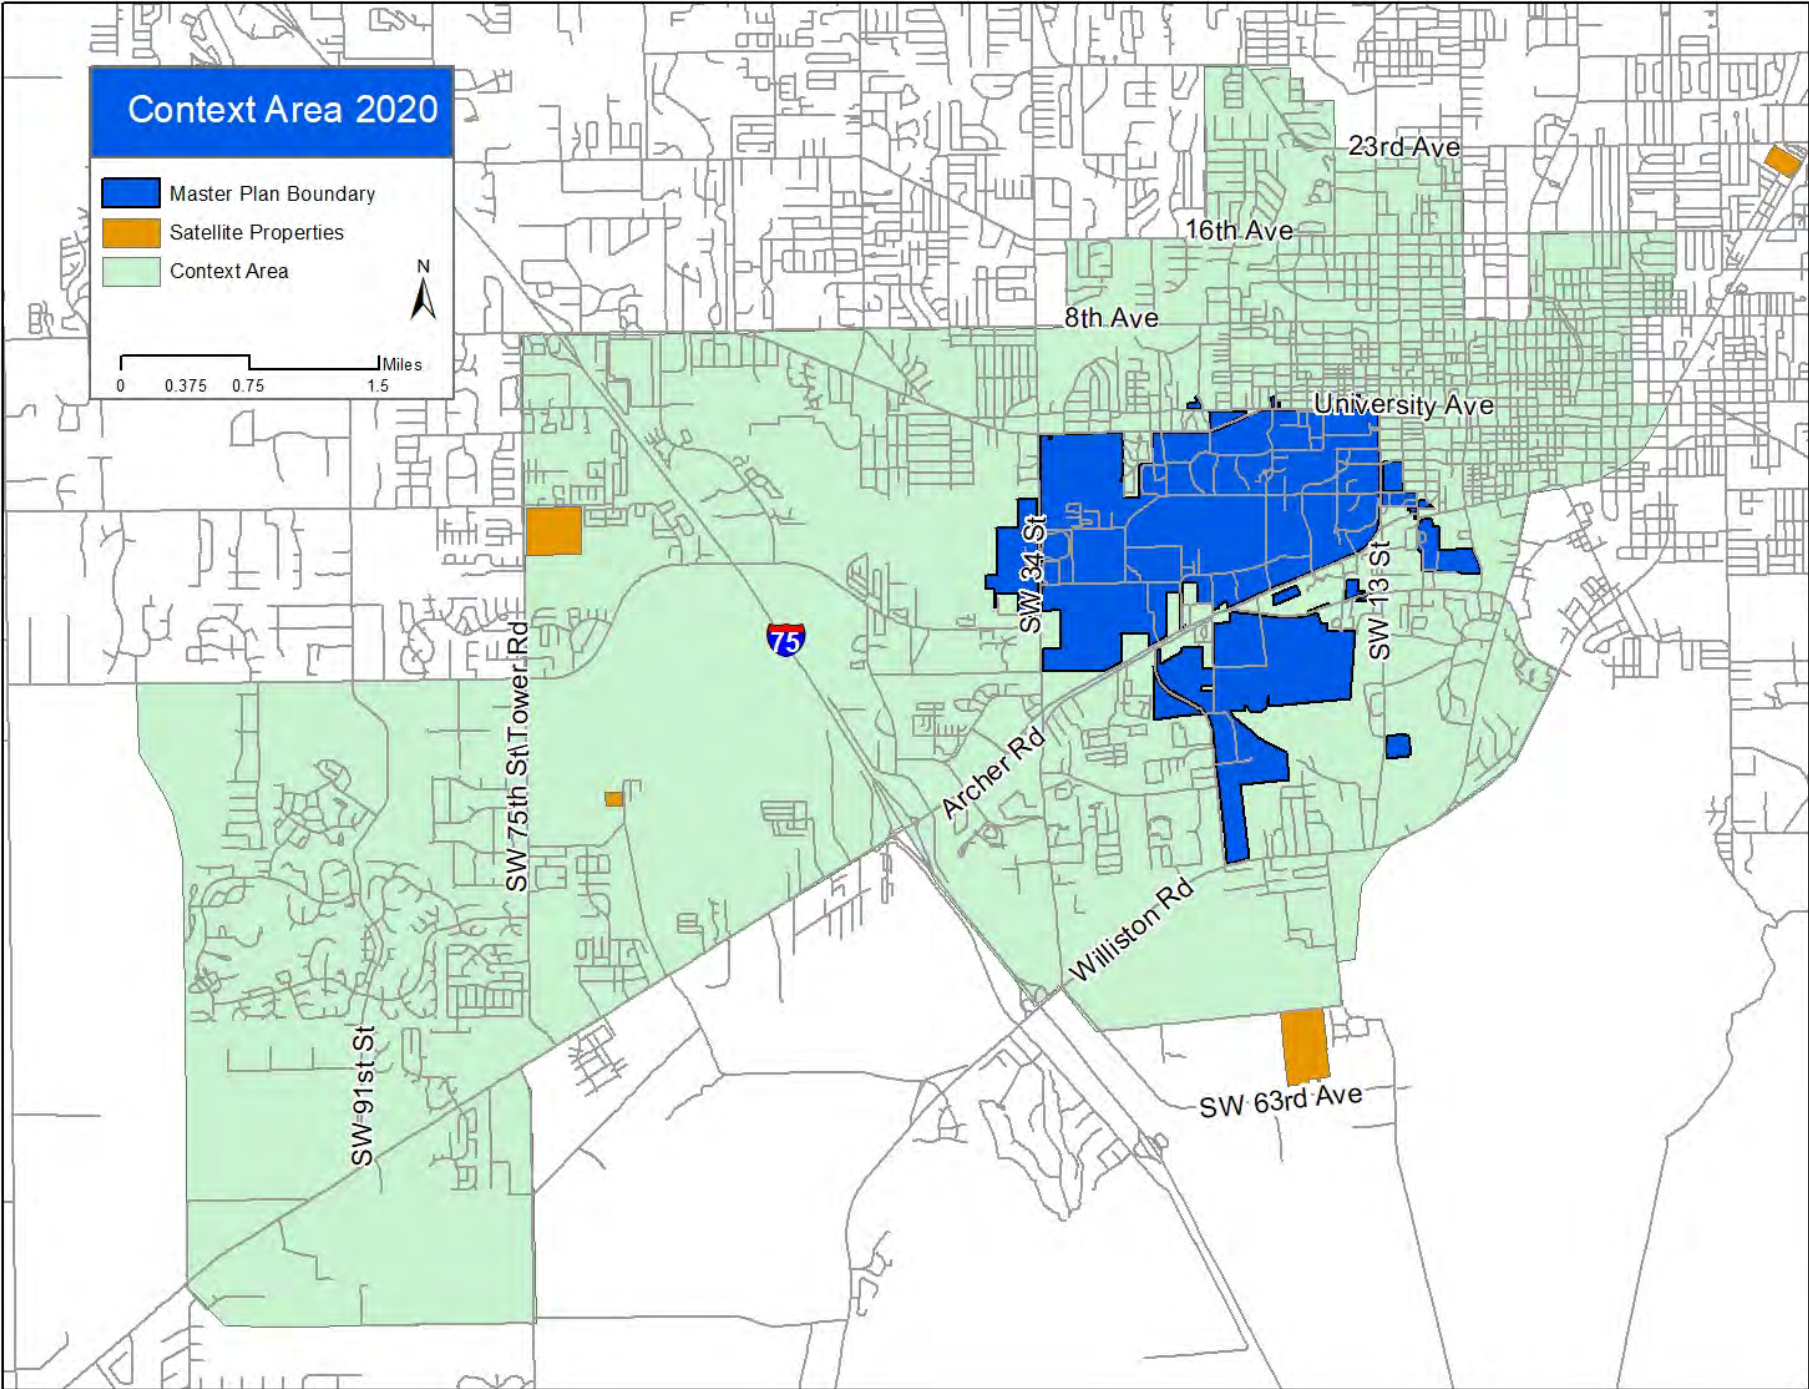 Context Area 2020
Master Plan Boundary
Satellite Properties
Context Area
N
Miles
0 0.375 0.75 1.5
23rd Ave
16th Ave
8th Ave
University Ave
SW 34 St
SW 13 St
75
SW 75th St\Tower Rd
Archer Rd
Williston Rd
SW 91st St
SW 63rd Ave